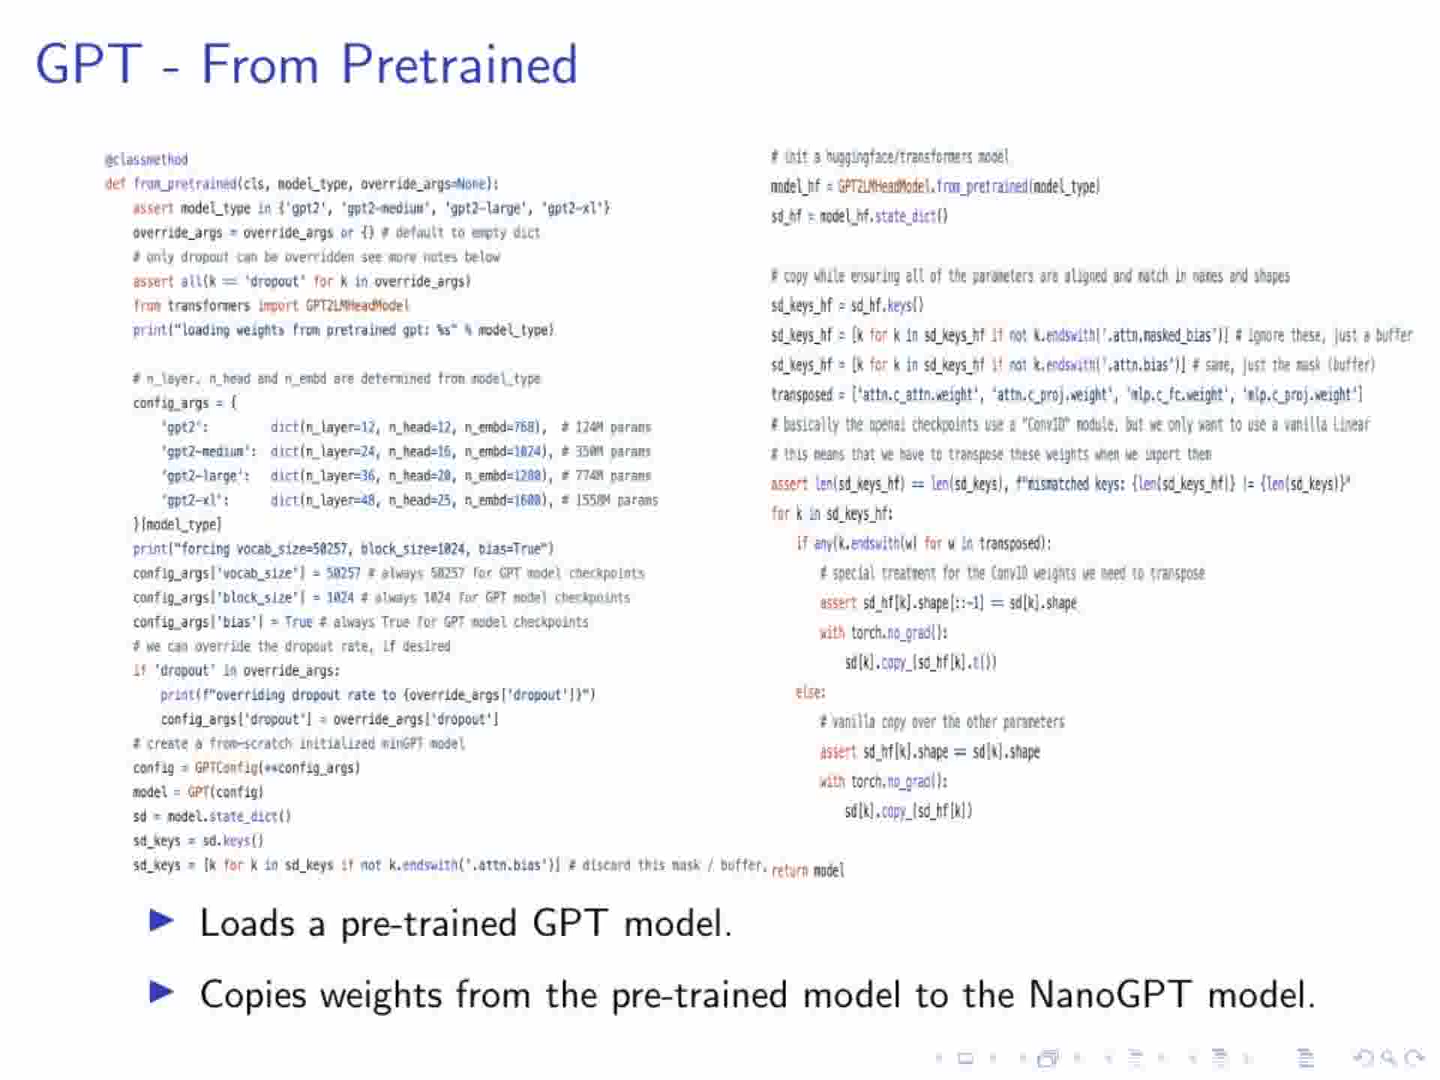 GPT - From Pretrained
@classmethod
def from_pretrained(cls, model_type, override_args=None):
assert model_type in {'gpt2', 'gpt2-medium', 'gpt2-large', 'gpt2-xl'}
override_args = override_args or {} # default to empty dict
# only dropout can be overridden see more notes below
assert all(k == 'dropout' for k in override_args)
from transformers import GPT2LMHeadModel
print("loading weights from pretrained gpt: %s" % model_type)
# n_layer, n_head and n_embd are determined from model_type
config_args = {
'gpt2': dict(n_layer=12, n_head=12, n_embd=768), # 124M params
'gpt2-medium': dict(n_layer=24, n_head=16, n_embd=1024), # 350M params
'gpt2-large': dict(n_layer=36, n_head=20, n_embd=1280), # 774M params
'gpt2-xl': dict(n_layer=48, n_head=25, n_embd=1600), # 1558M params
}[model_type]
print("forcing vocab_size=50257, block_size=1024, bias=True")
config_args['vocab_size'] = 50257 # always 50257 for GPT model checkpoints
config_args['block_size'] = 1024 # always 1024 for GPT model checkpoints
config_args['bias'] = True # always True for GPT model checkpoints
# we can override the dropout rate, if desired
if 'dropout' in override_args:
print(f"overriding dropout rate to {override_args['dropout']}")
config_args['dropout'] = override_args['dropout']
# create a from-scratch initialized minGPT model
config = GPTConfig(**config_args)
model = GPT(config)
sd = model.state_dict()
sd_keys = sd.keys()
sd_keys = [k for k in sd_keys if not k.endswith('.attn.bias')] # discard this mask / buffer,
# init a huggingface/transformers model
model_hf = GPT2LMHeadModel.from_pretrained(model_type)
sd_hf = model_hf.state_dict()
# copy while ensuring all of the parameters are aligned and match in names and shapes
sd_keys_hf = sd_hf.keys()
sd_keys_hf = [k for k in sd_keys_hf if not k.endswith('.attn.masked_bias')] # ignore these, just a buffer
sd_keys_hf = [k for k in sd_keys_hf if not k.endswith('.attn.bias')] # same, just the mask (buffer)
transposed = ['attn.c_attn.weight', 'attn.c_proj.weight', 'mlp.c_fc.weight', 'mlp.c_proj.weight']
# basically the openai checkpoints use a "Conv1D" module, but we only want to use a vanilla Linear
# this means that we have to transpose these weights when we import them
assert len(sd_keys_hf) == len(sd_keys), f"mismatched keys: {len(sd_keys_hf)} != {len(sd_keys)}"
for k in sd_keys_hf:
if any(k.endswith(w) for w in transposed):
# special treatment for the Conv1D weights we need to transpose
assert sd_hf[k].shape[::-1] == sd[k].shape
with torch.no_grad():
sd[k].copy_(sd_hf[k].t())
else:
# vanilla copy over the other parameters
assert sd_hf[k].shape == sd[k].shape
with torch.no_grad():
sd[k].copy_(sd_hf[k])
return model
Loads a pre-trained GPT model.
Copies weights from the pre-trained model to the NanoGPT model.